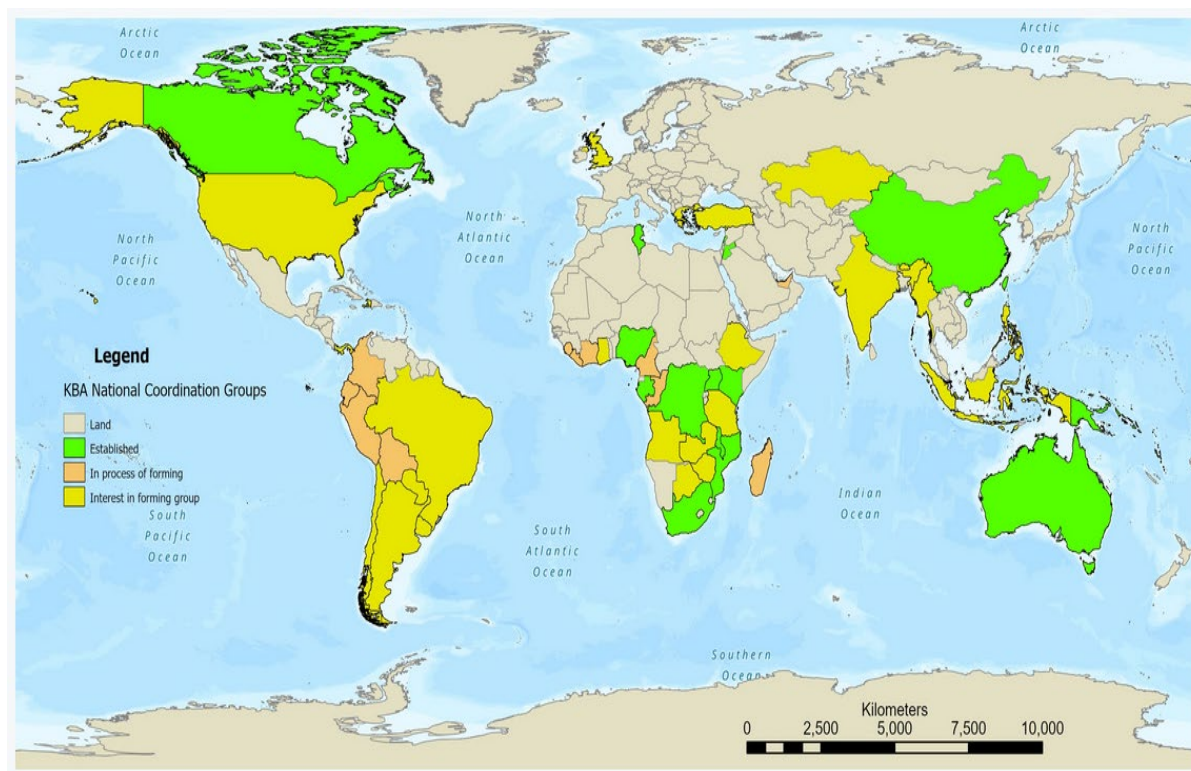 Arctic
Ocean
Arctic
Ocean
North
Atlantic
Ocean
North
Pacific
Ocean
North
Pacific
Ocean
Legend
KBA National Coordination Groups
Land
Established
In process of forming
Interest in forming group
South
Pacific
Ocean
South
Atlantic
Ocean
Indian
Ocean
Southern
Ocean
Kilometers
0 2,500 5,000 7,500 10,000